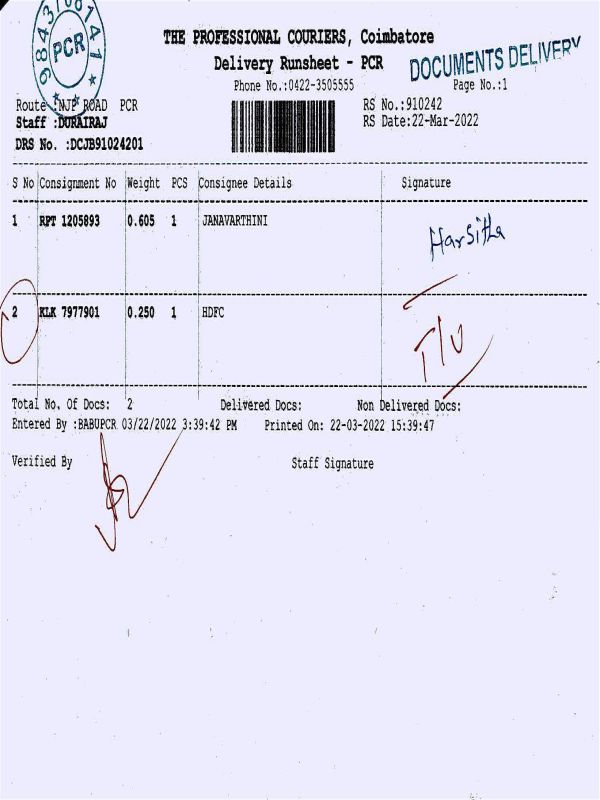 THE PROFESSIONAL COURIERS, Coimbatore
Delivery Runsheet - PCR
DOCUMENTS DELIVERY
Phone No.:0422-3505555
Page No.:1
PCR
Route :NJP ROAD PCR
RS No.:910242
Staff :DURAIRAJ
RS Date:22-Mar-2022
DRS No. :DCJB91024201
S No Consignment No Weight PCS Consignee Details Signature
1 RPT 1205893 0.605 1 JANAVARTHINI Harsitha
2 KLK 7977901 0.250 1 HDFC
Total No. Of Docs: 2 Delivered Docs: Non Delivered Docs:
Entered By :BABUPCR 03/22/2022 3:39:42 PM Printed On: 22-03-2022 15:39:47
Verified By Staff Signature